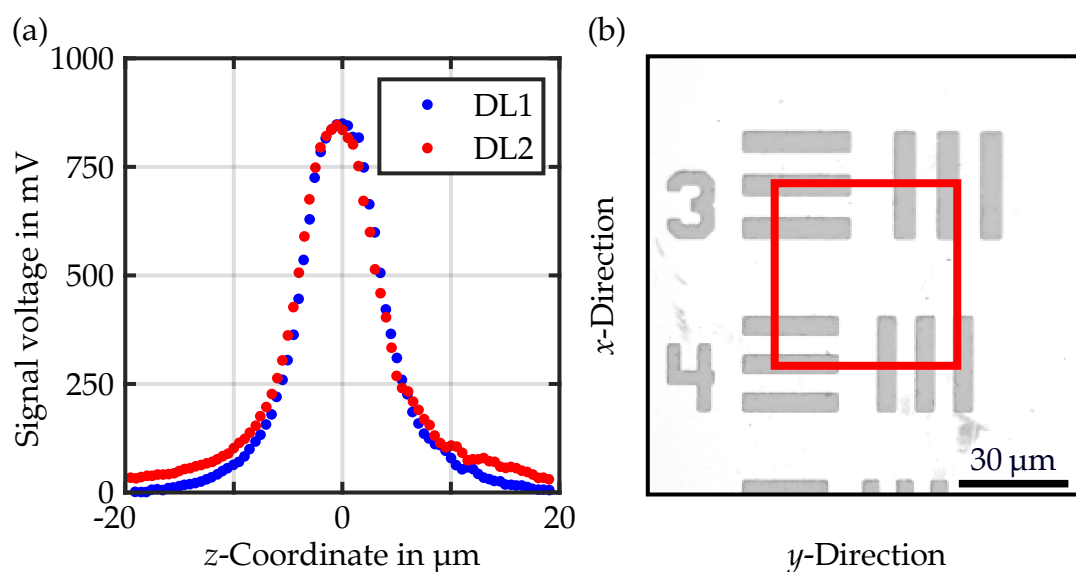 (a)
1000
750
500
250
0
-20
0
20
Signal voltage in mV
z-Coordinate in µm
DL1
DL2
(b)
3
4
30 µm
x-Direction
y-Direction